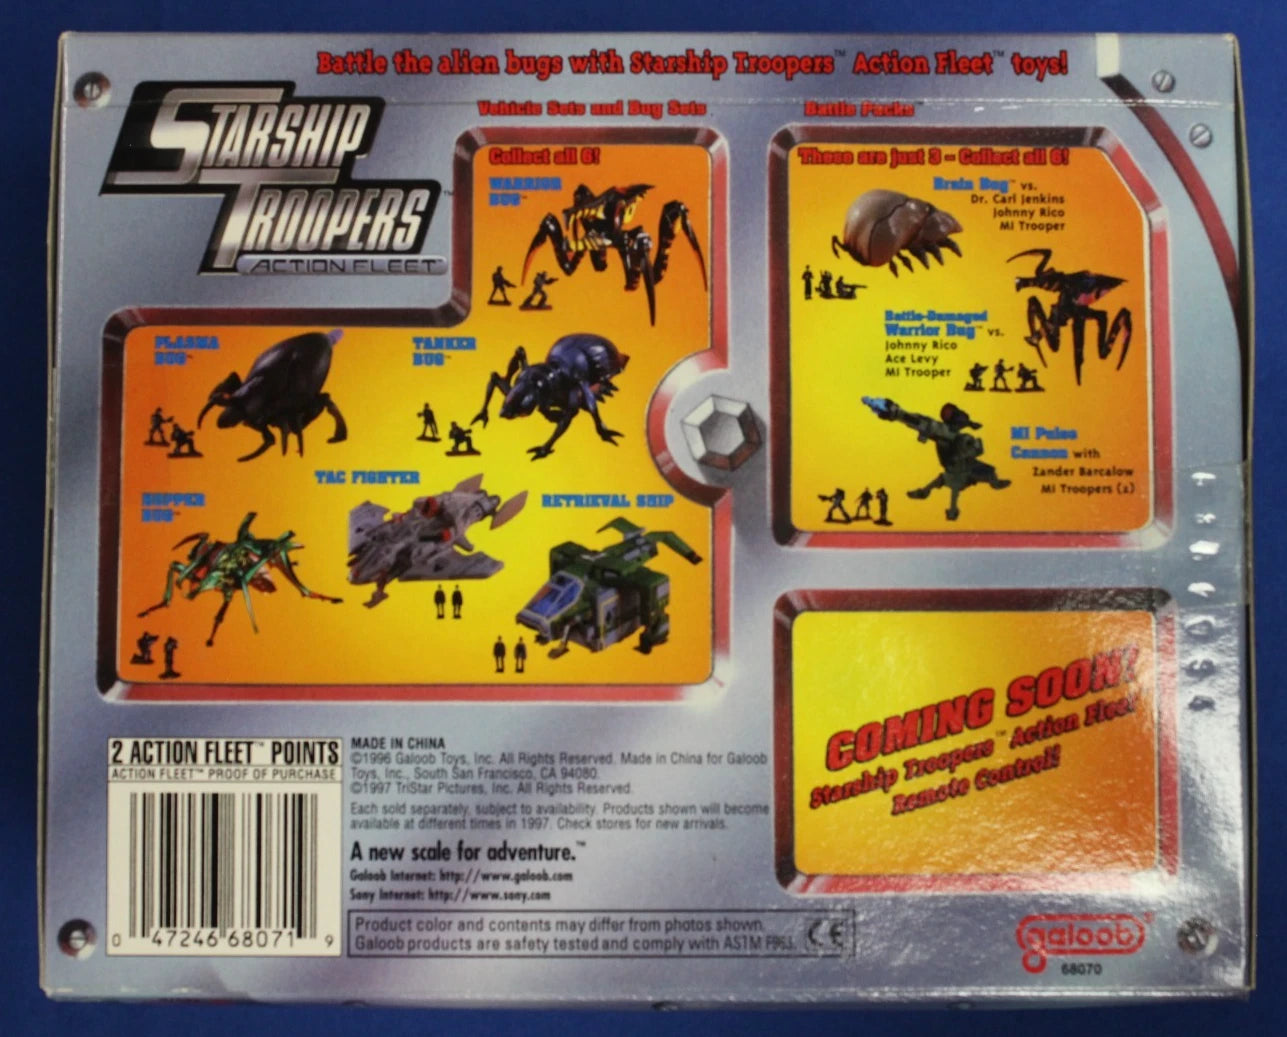 Battle the alien bugs with Starship Troopers™ Action Fleet™ toys!
STARSHIP
TROOPERS™
ACTION FLEET
Vehicle Sets and Bug Sets
Collect all 6!
WARRIOR
BUG™
PLASMA
BUG™
TANKER
BUG™
HOPPER
BUG™
TAC FIGHTER
RETRIEVAL SHIP
Battle Packs
These are just 3 - Collect all 6!
Brain Bug™ vs.
Dr. Carl Jenkins
Johnny Rico
MI Trooper
Battle-Damaged
Warrior Bug™ vs.
Johnny Rico
Ace Levy
MI Trooper
MI Pulse
Cannon with
Zander Barcalow
MI Troopers (2)
COMING SOON!
Starship Troopers™ Action Fleet
Remote Control!
2 ACTION FLEET™ POINTS
ACTION FLEET™ PROOF OF PURCHASE
0 47246 68071 9
MADE IN CHINA
©1996 Galoob Toys, Inc. All Rights Reserved. Made in China for Galoob
Toys, Inc., South San Francisco, CA 94080.
©1997 TriStar Pictures, Inc. All Rights Reserved.
Each sold separately, subject to availability. Products shown will become
available at different times in 1997. Check stores for new arrivals.
A new scale for adventure.™
Galoob Internet: http://www.galoob.com
Sony Internet: http://www.sony.com
Product color and contents may differ from photos shown.
Galoob products are safety tested and comply with ASTM F963.
CE
galoob®
68070